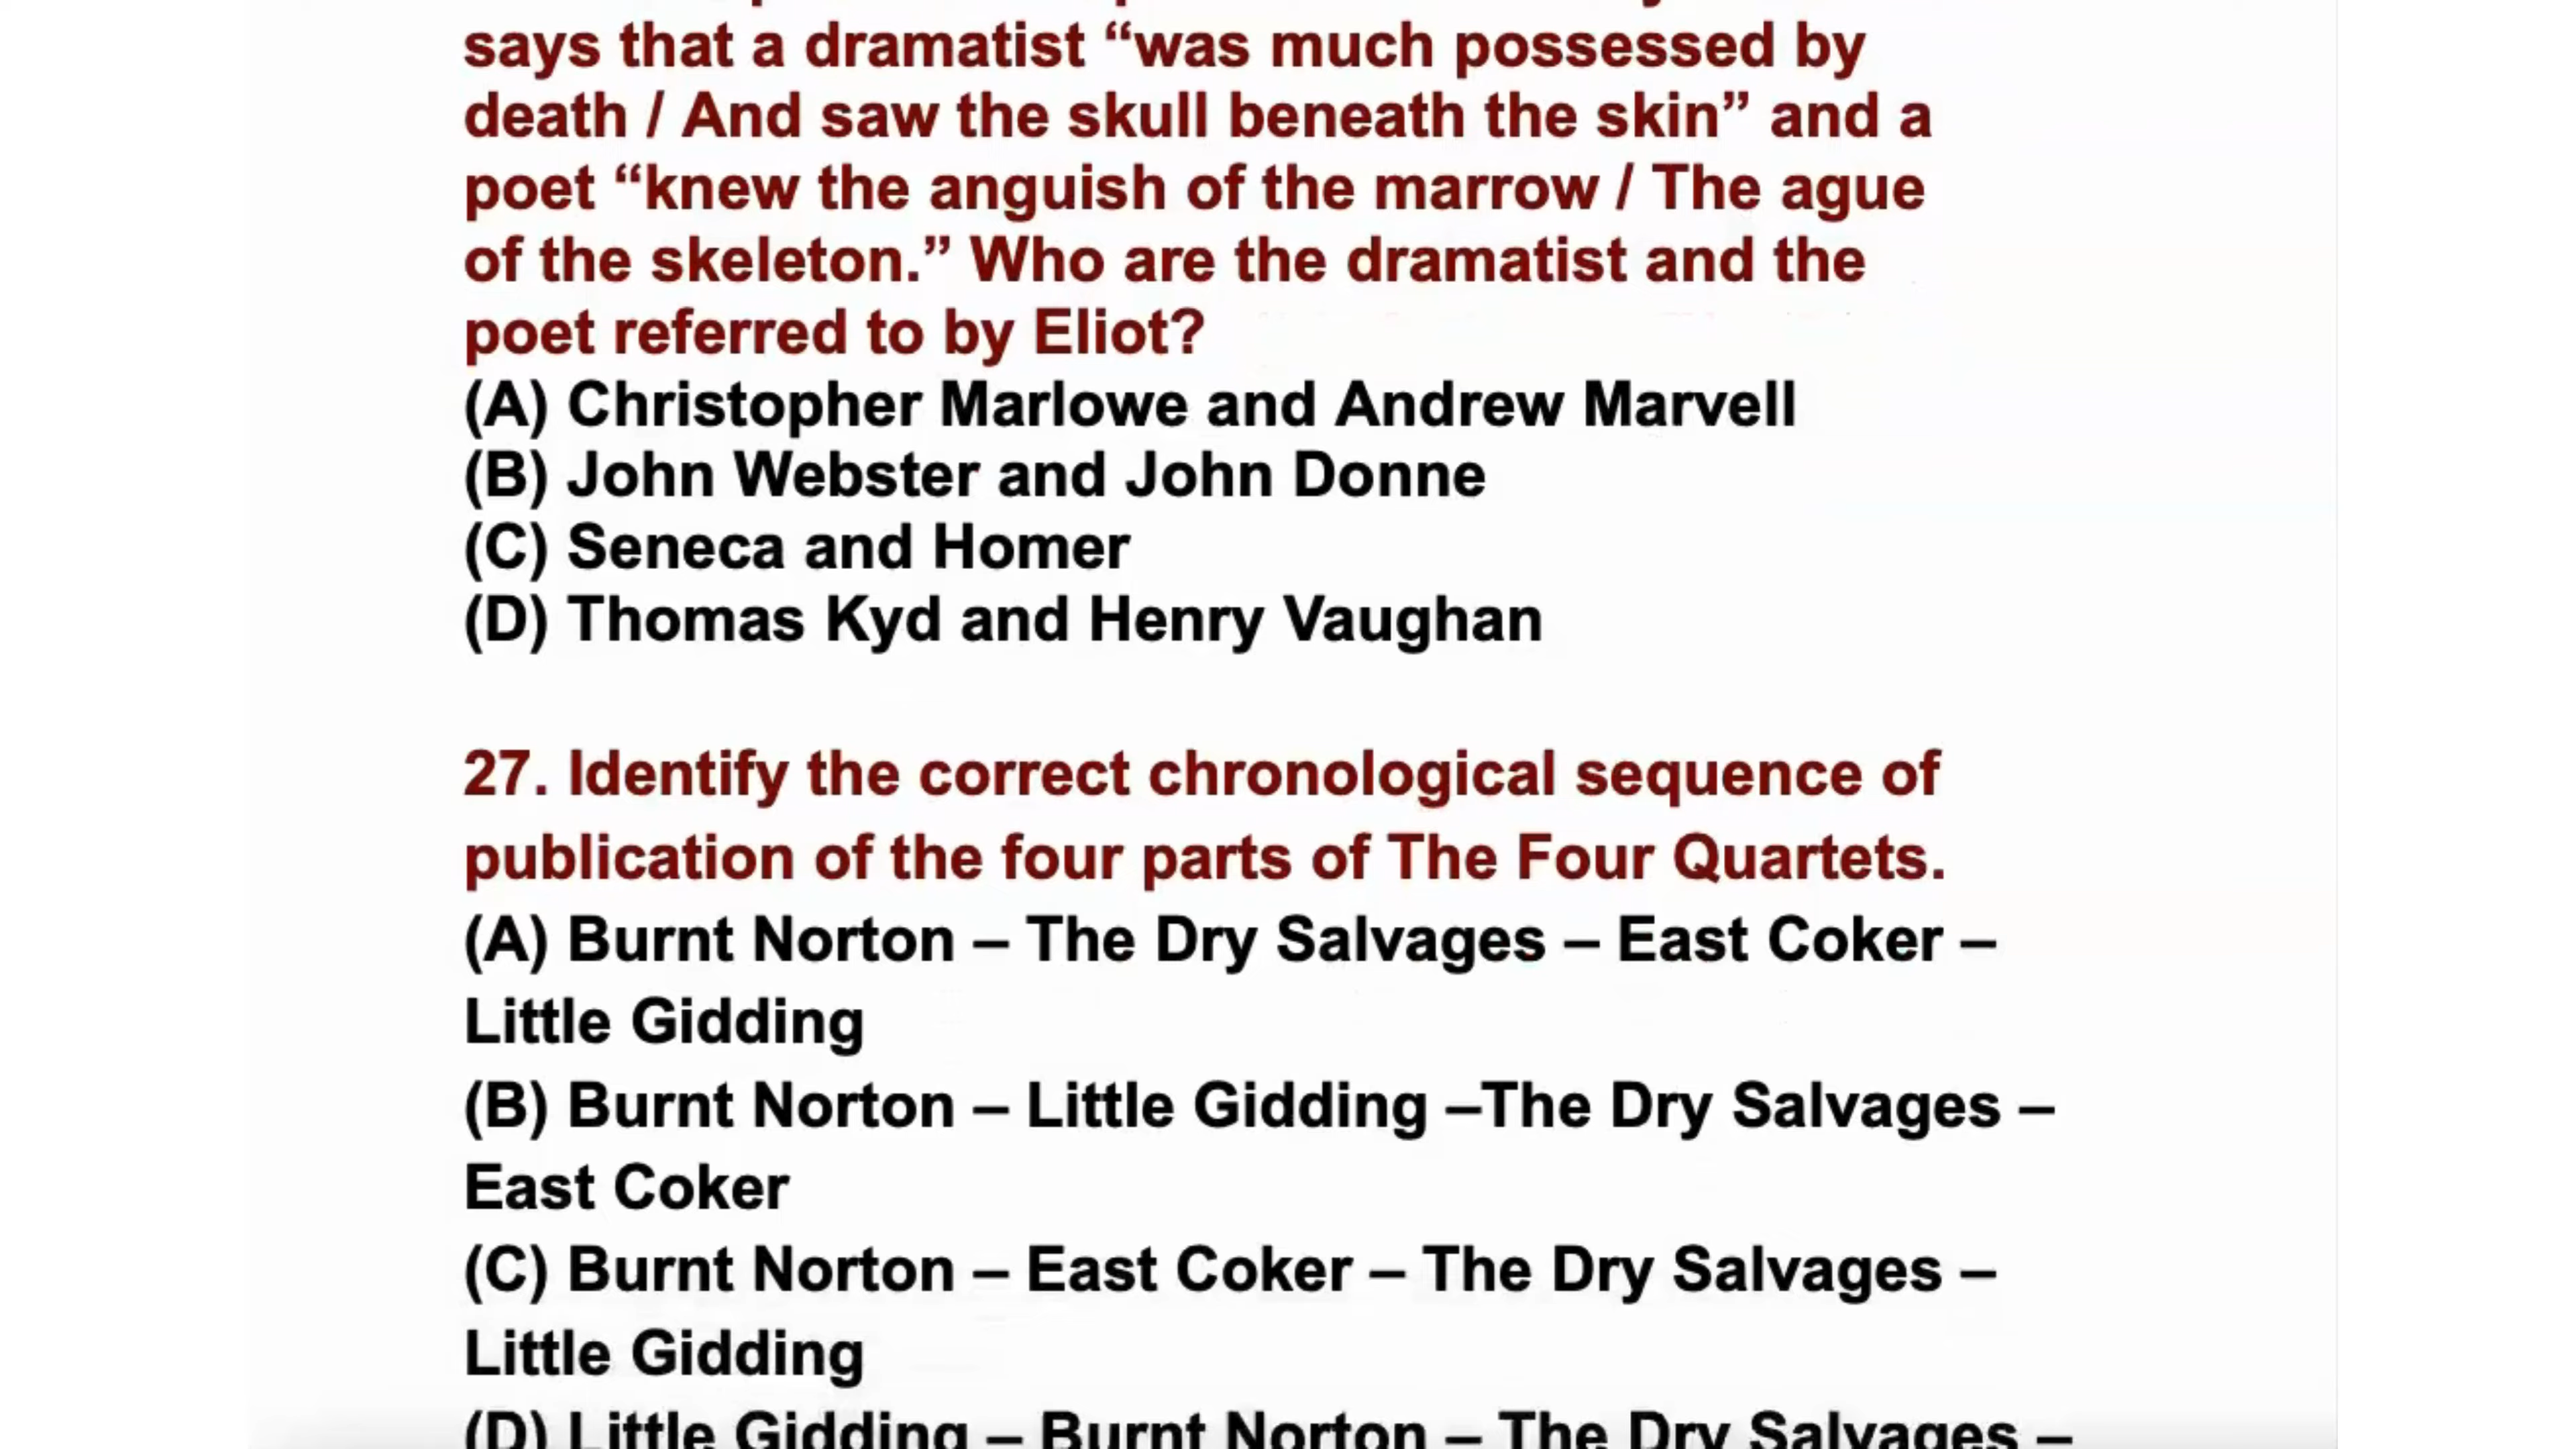 says that a dramatist “was much possessed by
death / And saw the skull beneath the skin” and a
poet “knew the anguish of the marrow / The ague
of the skeleton.” Who are the dramatist and the
poet referred to by Eliot?
(A) Christopher Marlowe and Andrew Marvell
(B) John Webster and John Donne
(C) Seneca and Homer
(D) Thomas Kyd and Henry Vaughan
27. Identify the correct chronological sequence of
publication of the four parts of The Four Quartets.
(A) Burnt Norton – The Dry Salvages – East Coker –
Little Gidding
(B) Burnt Norton – Little Gidding –The Dry Salvages –
East Coker
(C) Burnt Norton – East Coker – The Dry Salvages –
Little Gidding
(D) Little Gidding – Burnt Norton – The Dry Salvages –